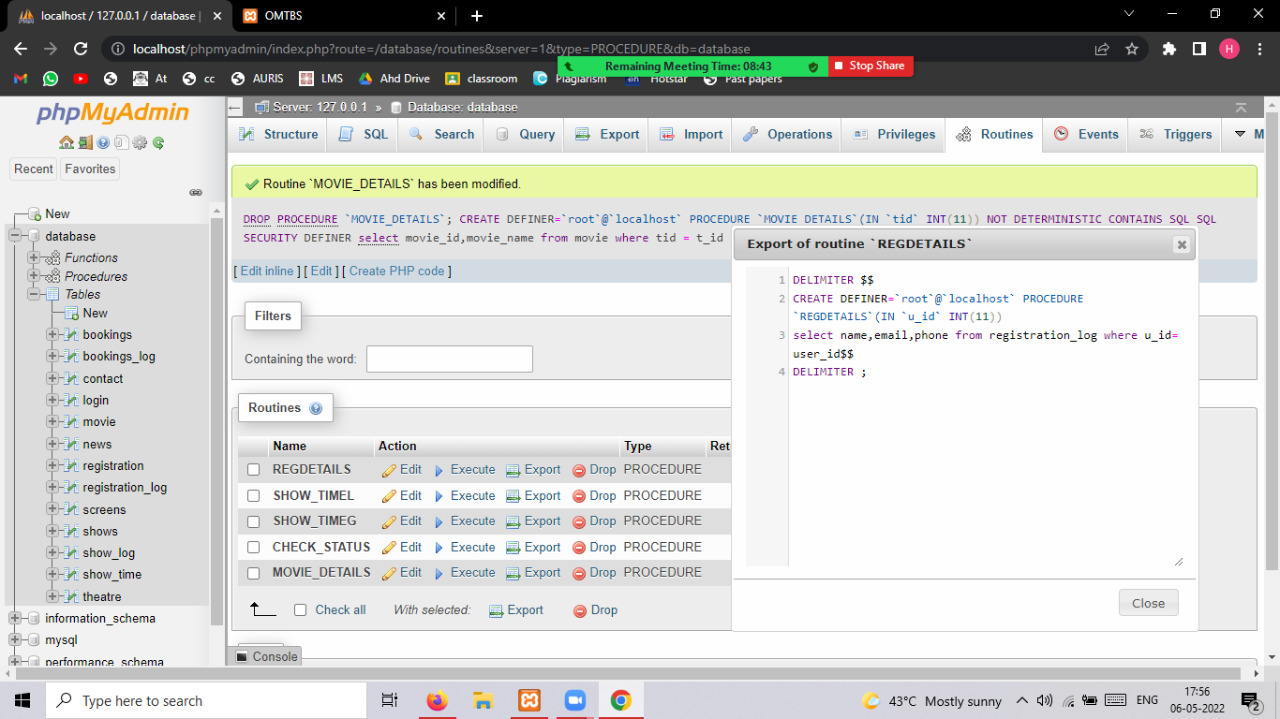 localhost / 127.0.0.1 / database |
OMTBS
localhost/phpmyadmin/index.php?route=/database/routines&server=1&type=PROCEDURE&db=database
H
At
cc
AURIS
LMS
Ahd Drive
classroom
Plagiarism
Hotstar
Past papers
Remaining Meeting Time: 08:43
Stop Share
phpMyAdmin
Recent
Favorites
New
database
Functions
Procedures
Tables
New
bookings
bookings_log
contact
login
movie
news
registration
registration_log
screens
shows
show_log
show_time
theatre
information_schema
mysql
performance_schema
Server: 127.0.0.1 » Database: database
Structure
SQL
Search
Query
Export
Import
Operations
Privileges
Routines
Events
Triggers
M
Routine `MOVIE_DETAILS` has been modified.
DROP PROCEDURE `MOVIE_DETAILS`; CREATE DEFINER=`root`@`localhost` PROCEDURE `MOVIE_DETAILS`(IN `tid` INT(11)) NOT DETERMINISTIC CONTAINS SQL SQL
SECURITY DEFINER select movie_id,movie_name from movie where tid = t_id
[ Edit inline ] [ Edit ] [ Create PHP code ]
Filters
Containing the word:
Routines
Name Action Type Ret
REGDETAILS Edit Execute Export Drop PROCEDURE
SHOW_TIMEL Edit Execute Export Drop PROCEDURE
SHOW_TIMEG Edit Execute Export Drop PROCEDURE
CHECK_STATUS Edit Execute Export Drop PROCEDURE
MOVIE_DETAILS Edit Execute Export Drop PROCEDURE
Check all With selected: Export Drop
Console
Export of routine `REGDETAILS`
1 DELIMITER $$
2 CREATE DEFINER=`root`@`localhost` PROCEDURE
`REGDETAILS`(IN `u_id` INT(11))
3 select name,email,phone from registration_log where u_id=
user_id$$
4 DELIMITER ;
Close
Type here to search
43°C Mostly sunny
ENG
17:56
06-05-2022
2